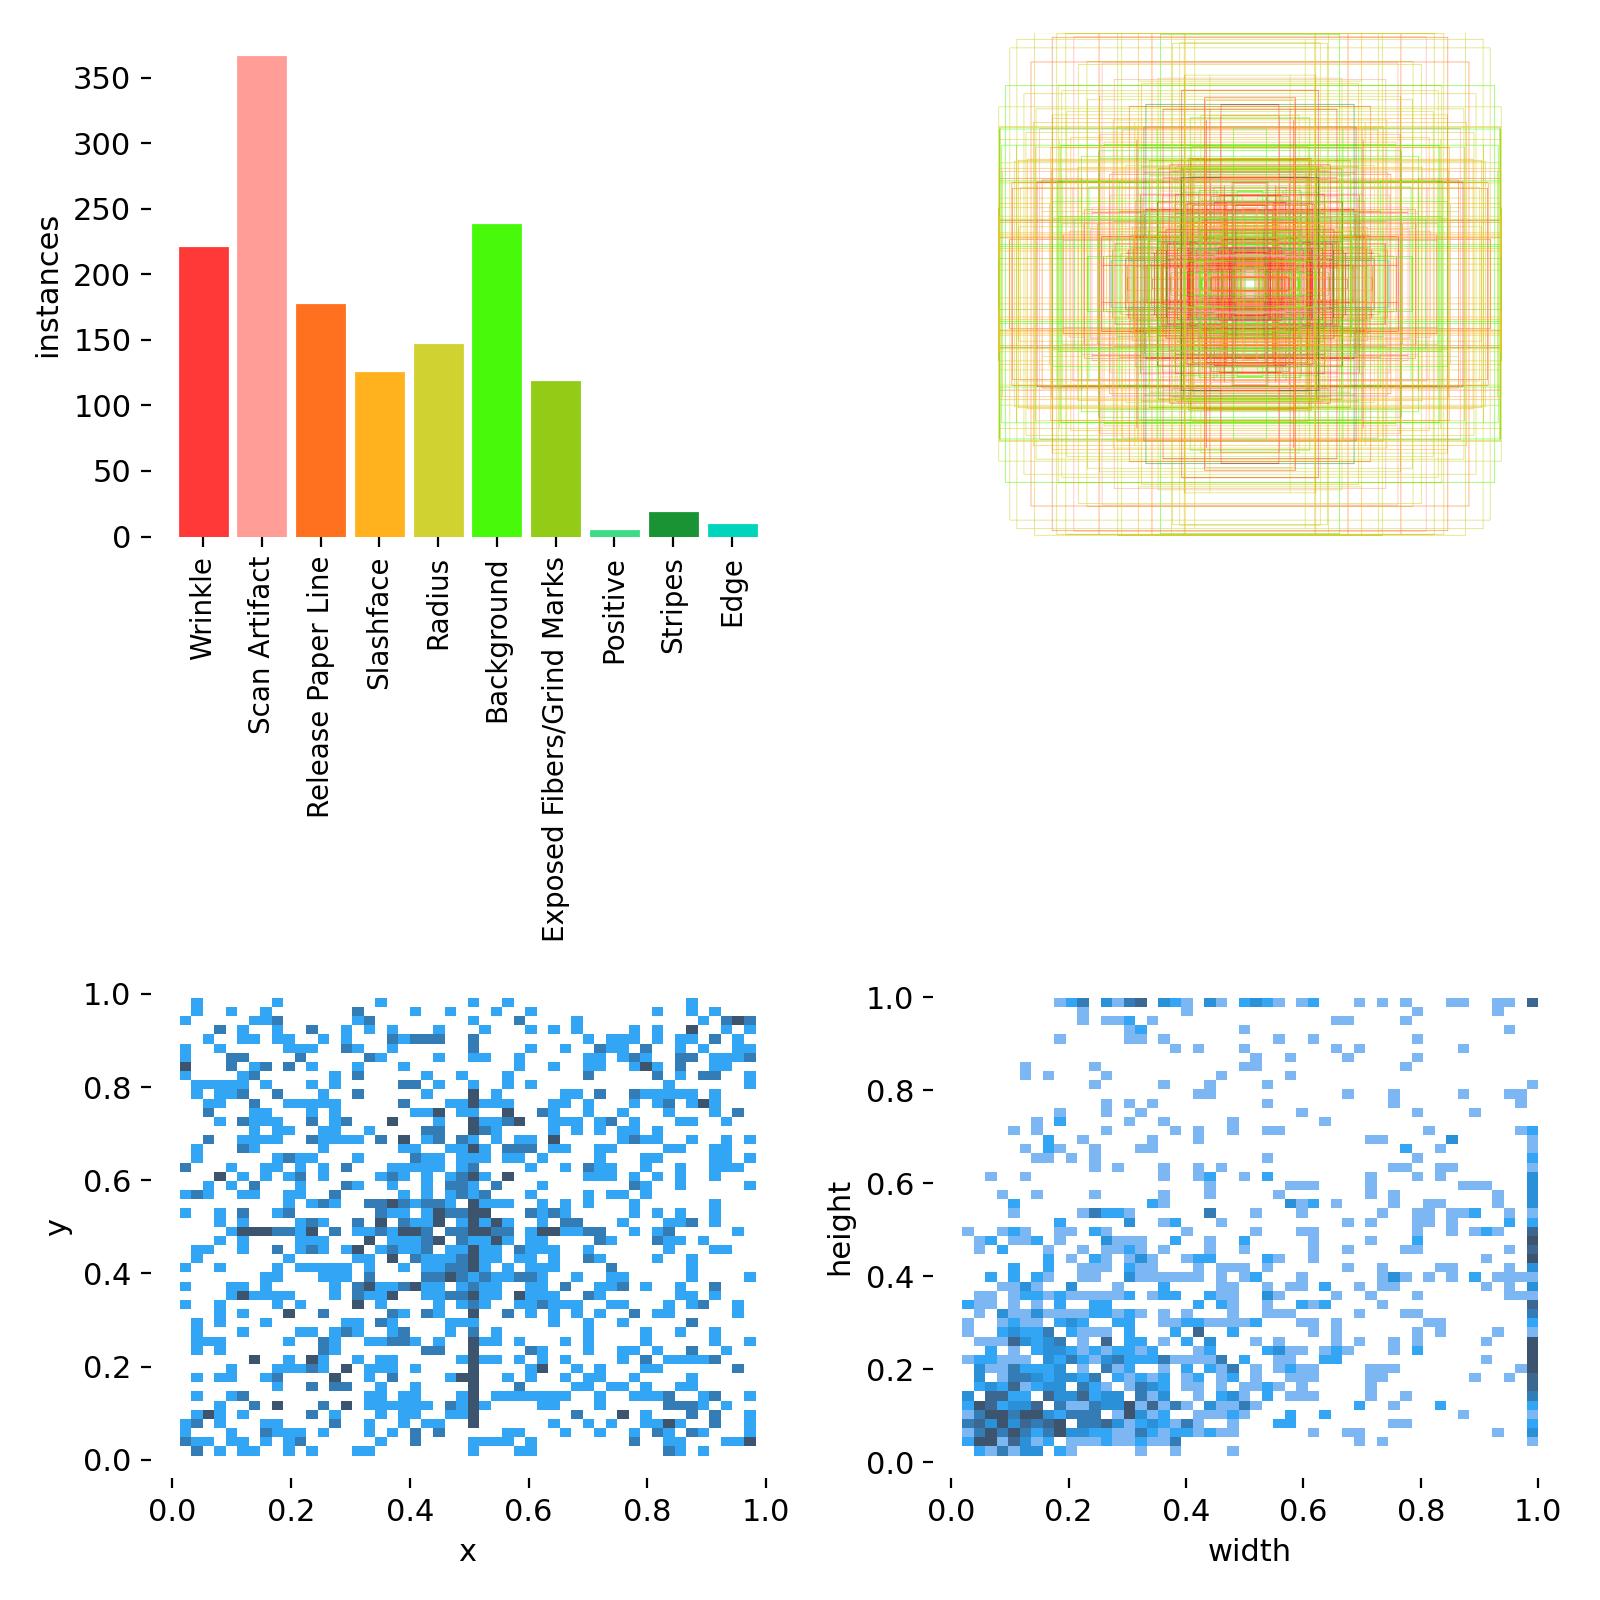 350
300
250
200
150
100
50
0
instances
Wrinkle
Scan Artifact
Release Paper Line
Slashface
Radius
Background
Exposed Fibers/Grind Marks
Positive
Stripes
Edge
1.0
0.8
0.6
0.4
0.2
0.0
y
0.0 0.2 0.4 0.6 0.8 1.0
x
1.0
0.8
0.6
0.4
0.2
0.0
height
0.0 0.2 0.4 0.6 0.8 1.0
width